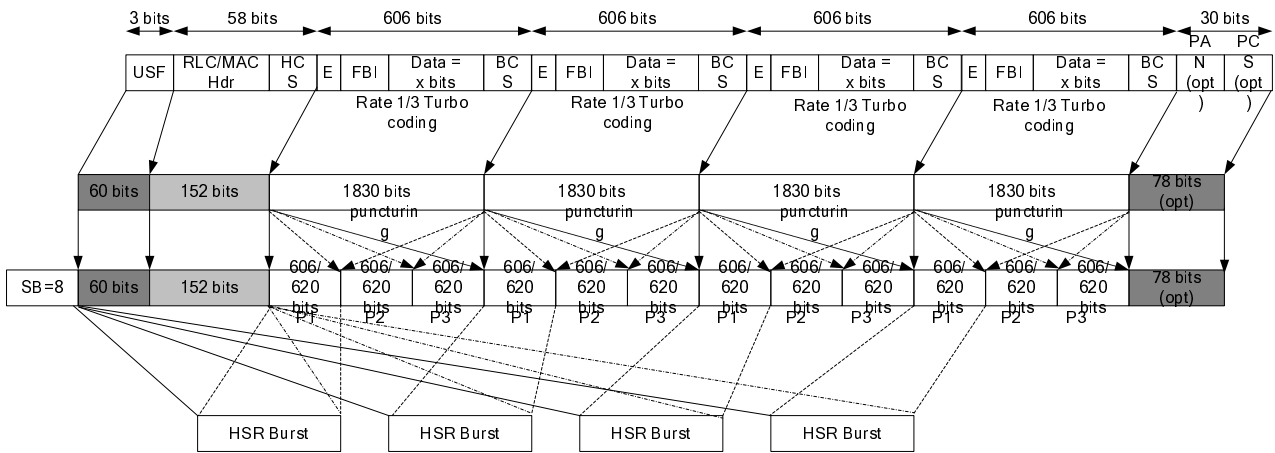 3 bits 58 bits 606 bits 606 bits 606 bits 606 bits 30 bits
USF RLC/MAC Hdr HC S E FBI Data = x bits BC S E FBI Data = x bits BC S E FBI Data = x bits BC S E FBI Data = x bits BC S PA N (opt ) PC S (opt )
Rate 1/3 Turbo coding Rate 1/3 Turbo coding Rate 1/3 Turbo coding Rate 1/3 Turbo coding
60 bits 152 bits 1830 bits puncturin g 1830 bits puncturin g 1830 bits puncturin g 1830 bits puncturin g 78 bits (opt)
SB=8 60 bits 152 bits 606/ 620 bits P1 606/ 620 bits P2 606/ 620 bits P3 606/ 620 bits P1 606/ 620 bits P2 606/ 620 bits P3 606/ 620 bits P1 606/ 620 bits P2 606/ 620 bits P3 606/ 620 bits P1 606/ 620 bits P2 606/ 620 bits P3 78 bits (opt)
HSR Burst HSR Burst HSR Burst HSR Burst